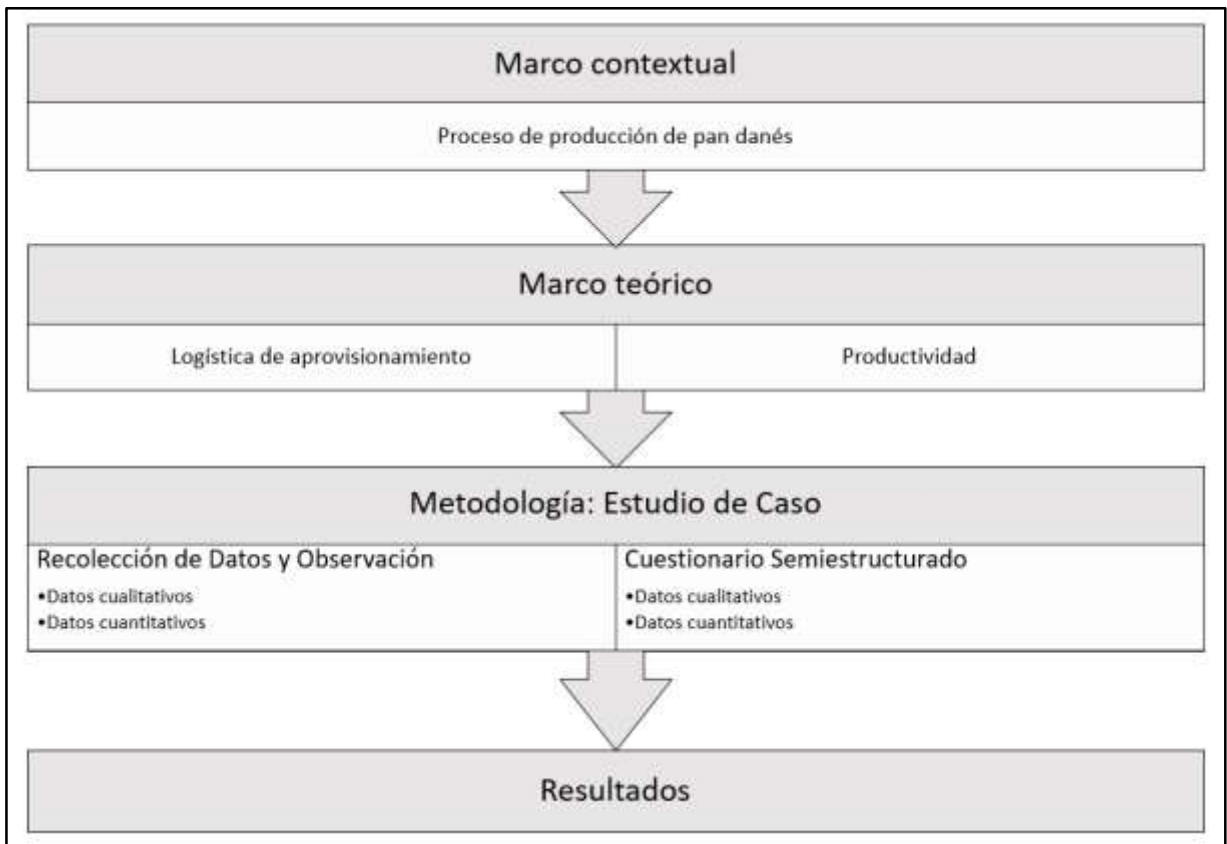 Marco contextual
Proceso de producción de pan danés
Marco teórico
Logística de aprovisionamiento
Productividad
Metodología: Estudio de Caso
Recolección de Datos y Observación
•Datos cualitativos
•Datos cuantitativos
Cuestionario Semiestructurado
•Datos cualitativos
•Datos cuantitativos
Resultados